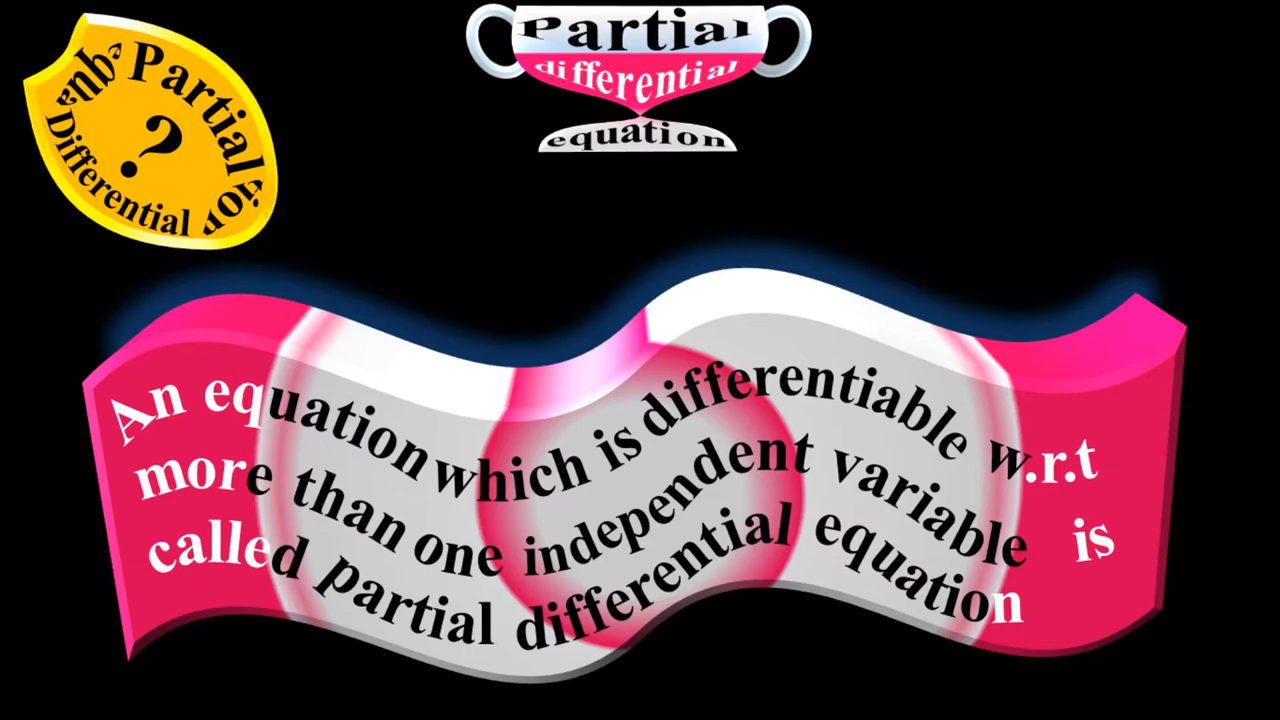 Partial
differential
equation
Partial
Differential
?
An equation which is differentiable w.r.t
more than one independent variable is
called partial differential equation